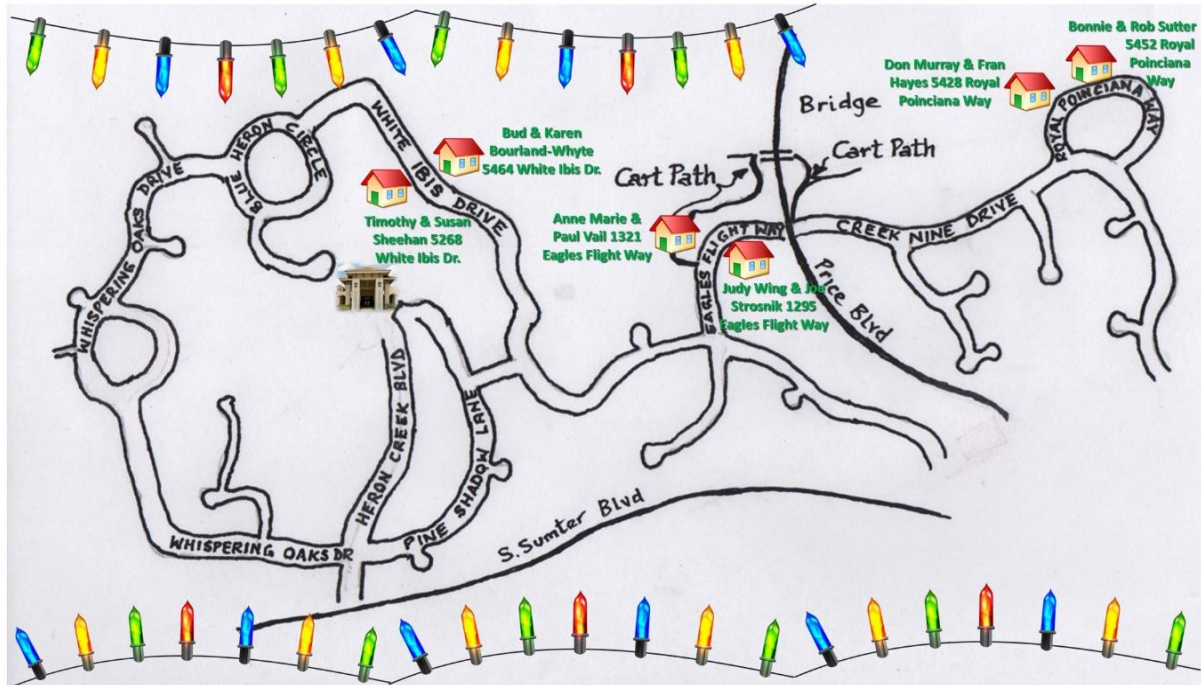 Bonnie & Rob Sutter
5452 Royal
Poinciana
Way
Don Murray & Fran
Hayes 5428 Royal
Poinciana Way
ROYAL POINCIANA WAY
Bridge
Cart Path
Cart Path
WHITE IBIS DRIVE
Bud & Karen
Bourland-Whyte
5464 White Ibis Dr.
BLUE HERON CIRCLE
WHISPERING OAKS DRIVE
Timothy & Susan
Sheehan 5268
White Ibis Dr.
Anne Marie &
Paul Vail 1321
Eagles Flight Way
EAGLES FLIGHT WAY
CREEK NINE DRIVE
Judy Wing & Joe
Strosnik 1295
Eagles Flight Way
Price Blvd
HERON CREEK BLVD
PINE SHADOW LANE
WHISPERING OAKS DR
S. Sumter Blvd